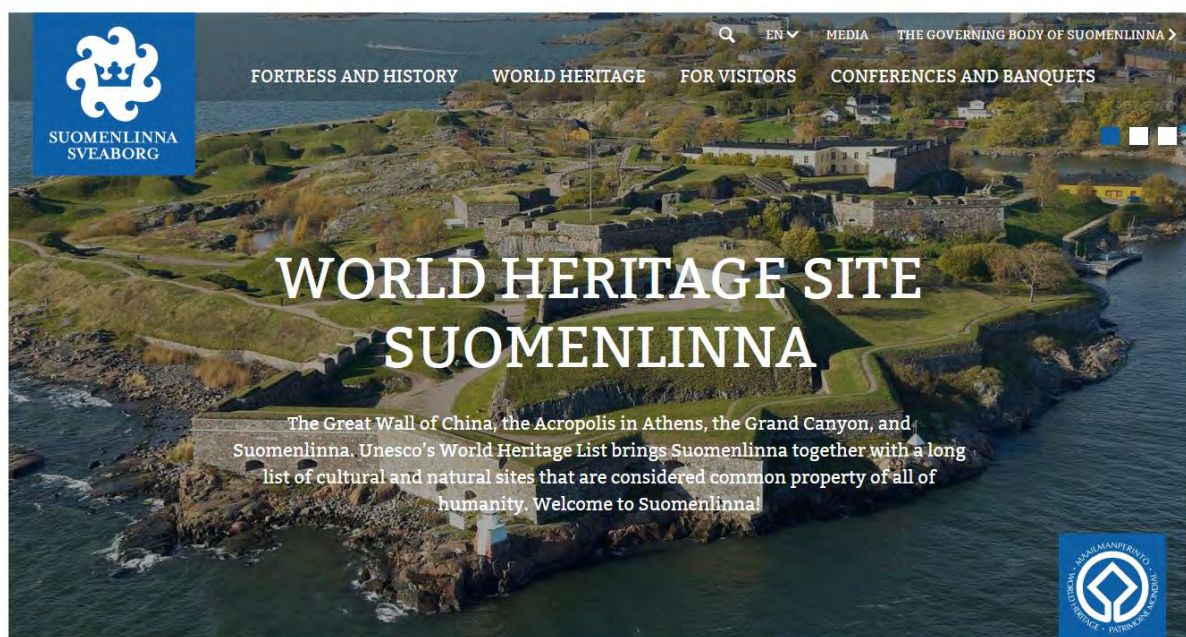 EN
MEDIA
THE GOVERNING BODY OF SUOMENLINNA
FORTRESS AND HISTORY
WORLD HERITAGE
FOR VISITORS
CONFERENCES AND BANQUETS
SUOMENLINNA
SVEABORG
WORLD HERITAGE SITE
SUOMENLINNA
The Great Wall of China, the Acropolis in Athens, the Grand Canyon, and
Suomenlinna. Unesco's World Heritage List brings Suomenlinna together with a long
list of cultural and natural sites that are considered common property of all of
humanity. Welcome to Suomenlinna!
MAAILMANPERINTÖ • WORLD HERITAGE • PATRIMOINE MONDIAL